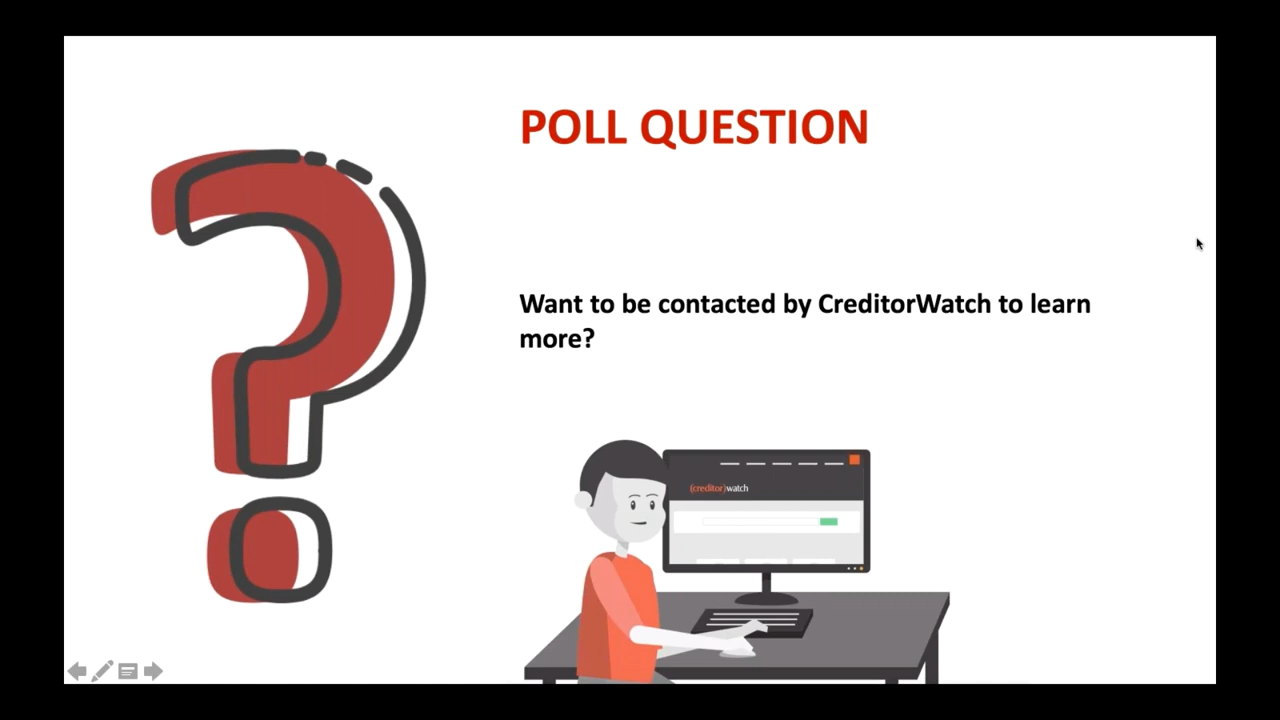 POLL QUESTION
Want to be contacted by CreditorWatch to learn
more?
(creditor)watch